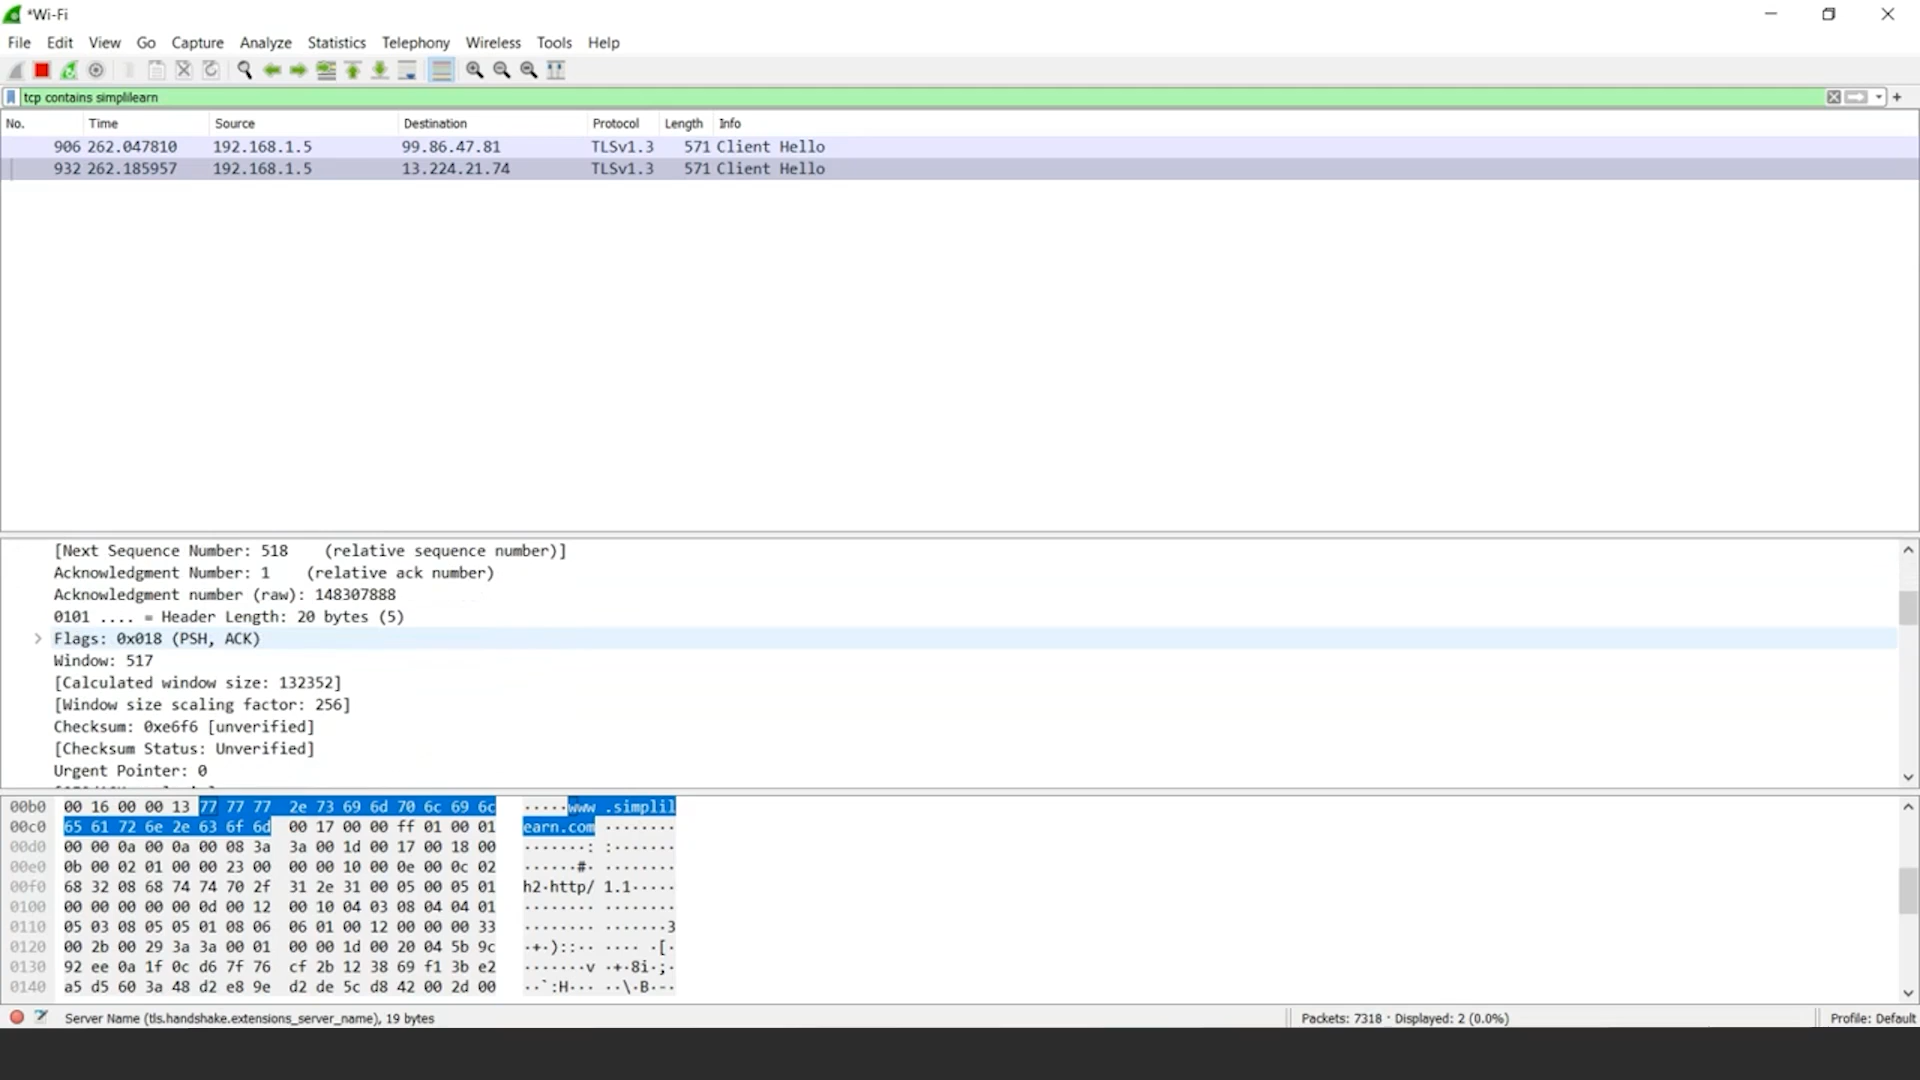 *Wi-Fi
File Edit View Go Capture Analyze Statistics Telephony Wireless Tools Help
tcp contains simplilearn
No. Time Source Destination Protocol Length Info
906 262.047810 192.168.1.5 99.86.47.81 TLSv1.3 571 Client Hello
932 262.185957 192.168.1.5 13.224.21.74 TLSv1.3 571 Client Hello
[Next Sequence Number: 518 (relative sequence number)]
Acknowledgment Number: 1 (relative ack number)
Acknowledgment number (raw): 148307888
0101 .... = Header Length: 20 bytes (5)
Flags: 0x018 (PSH, ACK)
Window: 517
[Calculated window size: 132352]
[Window size scaling factor: 256]
Checksum: 0xe6f6 [unverified]
[Checksum Status: Unverified]
Urgent Pointer: 0
00b0 00 16 00 00 13 77 77 77 2e 73 69 6d 70 6c 69 6c ·····www .simplil
00c0 65 61 72 6e 2e 63 6f 6d 00 17 00 00 ff 01 00 01 earn.com ········
00d0 00 00 0a 00 0a 00 08 3a 3a 00 1d 00 17 00 18 00 ·······: :·······
00e0 0b 00 02 01 00 00 23 00 00 00 10 00 0e 00 0c 02 ······#· ········
00f0 68 32 08 68 74 74 70 2f 31 2e 31 00 05 00 05 01 h2·http/ 1.1·····
0100 00 00 00 00 00 0d 00 12 00 10 04 03 08 04 04 01 ········ ········
0110 05 03 08 05 05 01 08 06 06 01 00 12 00 00 00 33 ········ ·······3
0120 00 2b 00 29 3a 3a 00 01 00 00 1d 00 20 04 5b 9c ·+·)::·· ···· ·[·
0130 92 ee 0a 1f 0c d6 7f 76 cf 2b 12 38 69 f1 3b e2 ·······v ·+·8i·;·
0140 a5 d5 60 3a 48 d2 e8 9e d2 de 5c d8 42 00 2d 00 ··`:H··· ··\·B·-·
Server Name (tls.handshake.extensions_server_name), 19 bytes Packets: 7318 · Displayed: 2 (0.0%) Profile: Default